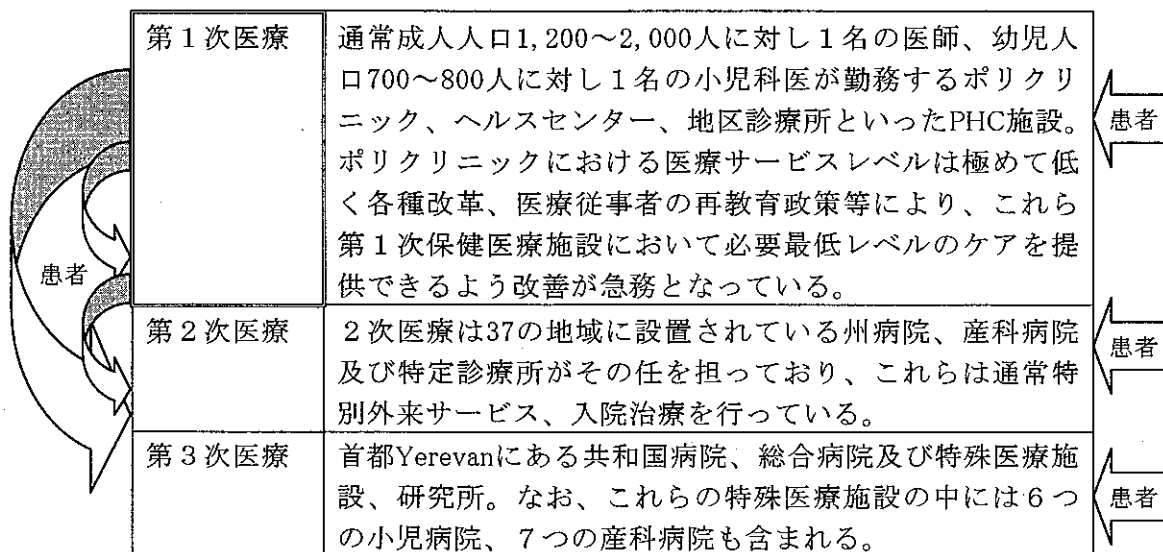 第１次医療
通常成人人口1,200～2,000人に対し１名の医師、幼児人
口700～800人に対し１名の小児科医が勤務するポリクリ
ニック、ヘルスセンター、地区診療所といったPHC施設。
ポリクリニックにおける医療サービスレベルは極めて低
く各種改革、医療従事者の再教育政策等により、これら
第１次保健医療施設において必要最低レベルのケアを提
供できるよう改善が急務となっている。
患者
患者
第２次医療
２次医療は37の地域に設置されている州病院、産科病院
及び特定診療所がその任を担っており、これらは通常特
別外来サービス、入院治療を行っている。
患者
第３次医療
首都Yerevanにある共和国病院、総合病院及び特殊医療施
設、研究所。なお、これらの特殊医療施設の中には６つ
の小児病院、７つの産科病院も含まれる。
患者